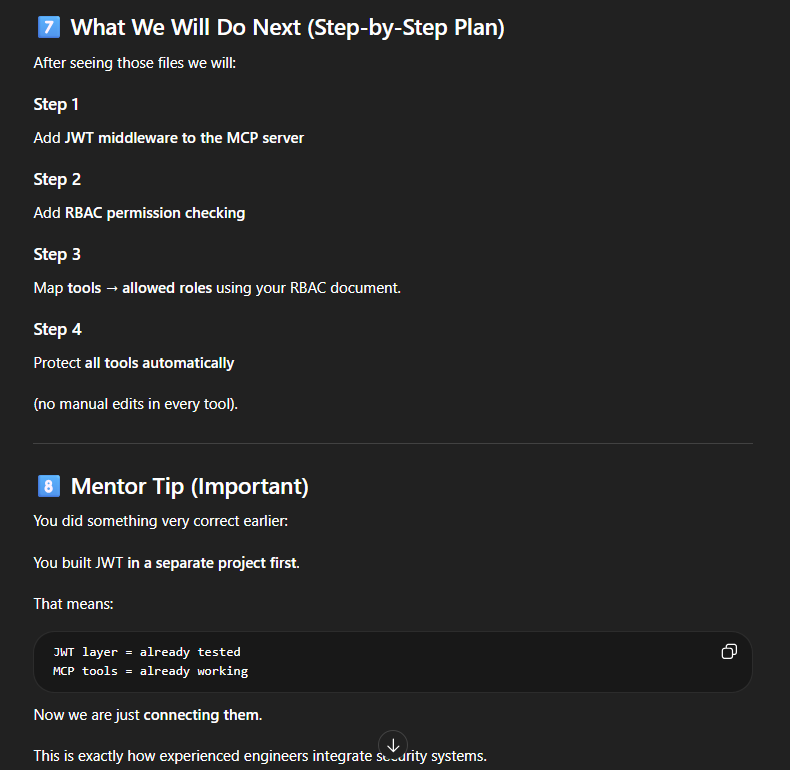 7 What We Will Do Next (Step-by-Step Plan)
After seeing those files we will:
Step 1
Add JWT middleware to the MCP server
Step 2
Add RBAC permission checking
Step 3
Map tools → allowed roles using your RBAC document.
Step 4
Protect all tools automatically
(no manual edits in every tool).
8 Mentor Tip (Important)
You did something very correct earlier:
You built JWT in a separate project first.
That means:
JWT layer = already tested
MCP tools = already working
Now we are just connecting them.
This is exactly how experienced engineers integrate security systems.